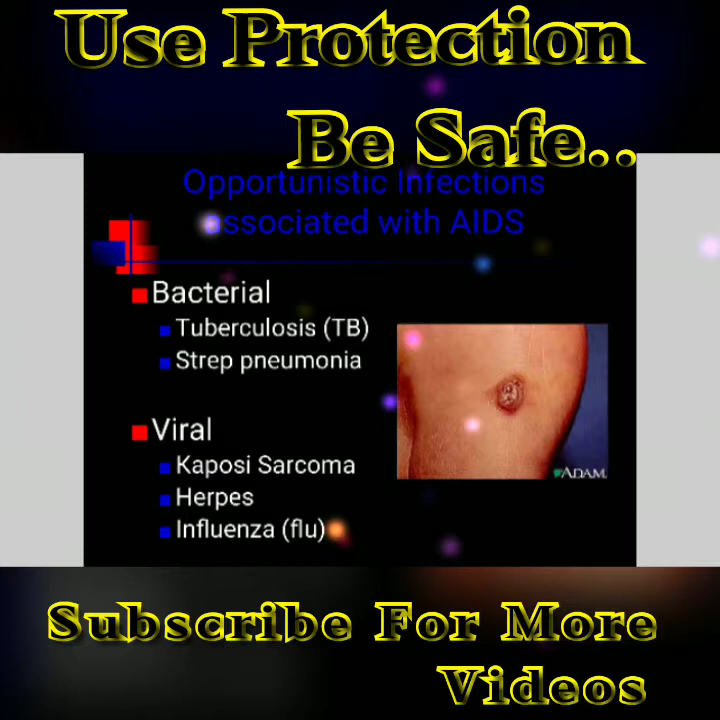 Use Protection
Be Safe..
Opportunistic Infections
associated with AIDS
Bacterial
Tuberculosis (TB)
Strep pneumonia
Viral
Kaposi Sarcoma
Herpes
Influenza (flu)
ADAM.
Subscribe For More
Videos